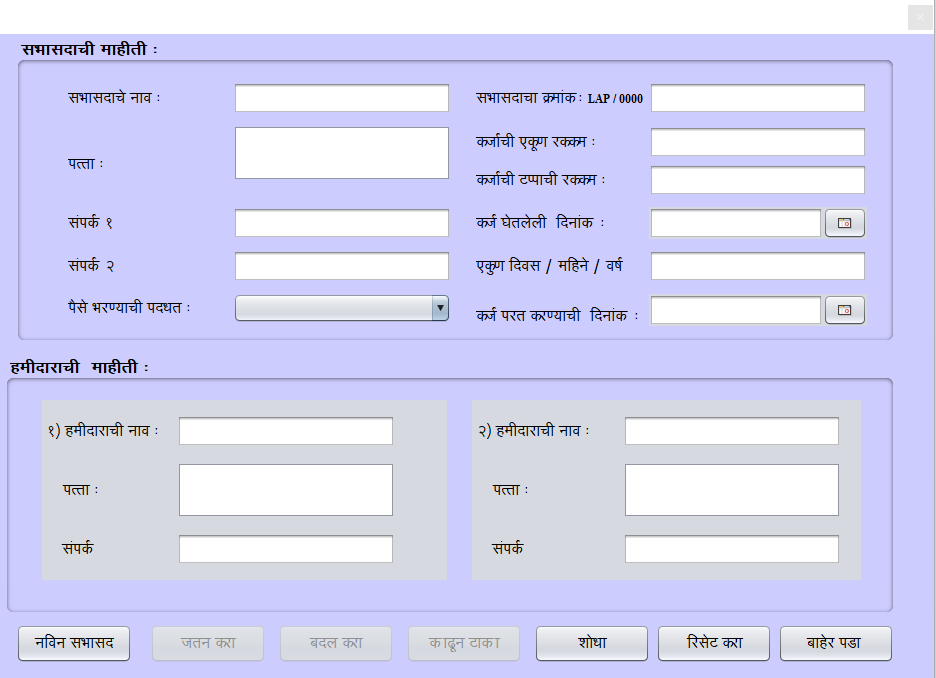 सभासदाची माहीती :
सभासदाचे नाव :
सभासदाचा क्रमांक: LAP / 0000
पत्ता :
कर्जाची एकूण रक्कम :
कर्जाची टप्पाची रक्कम :
संपर्क १
कर्ज घेतलेली दिनांक :
संपर्क २
एकुण दिवस / महिने / वर्ष
पैसे भरण्याची पदधत :
कर्ज परत करण्याची दिनांक :
हमीदाराची माहीती :
१) हमीदाराची नाव :
२) हमीदाराची नाव :
पत्ता :
पत्ता :
संपर्क
संपर्क
नविन सभासद जतन करा बदल करा काढून टाका शोधा रिसेट करा बाहेर पडा